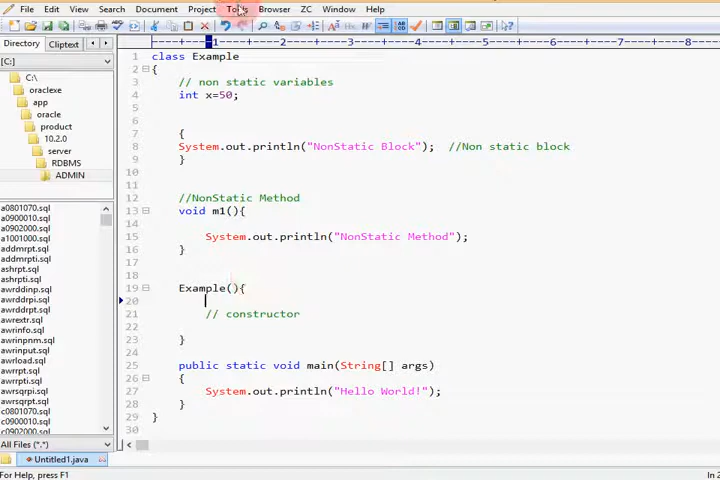 File Edit View Search Document Project Tools Browser ZC Window Help
Directory Cliptext
[C:]
C:\
oraclexe
app
oracle
product
10.2.0
server
RDBMS
ADMIN
a0801070.sql
a0900010.sql
a0902000.sql
a1001000.sql
addmrpt.sql
addmrpti.sql
ashrpt.sql
ashrpti.sql
awrddinp.sql
awrddrpi.sql
awrddrpt.sql
awrextr.sql
awrinfo.sql
awrinpnm.sql
awrinput.sql
awrload.sql
awrrpt.sql
awrrpti.sql
awrsqrpi.sql
awrsqrpt.sql
c0801070.sql
c0900010.sql
c0902000.sql
All Files (*.*)
1 class Example
2 {
3 // non static variables
4 int x=50;
5
6
7 {
8 System.out.println("NonStatic Block"); //Non static block
9 }
10
11
12 //NonStatic Method
13 void m1(){
14
15 System.out.println("NonStatic Method");
16 }
17
18
19 Example(){
20
21 // constructor
22
23 }
24
25 public static void main(String[] args)
26 {
27 System.out.println("Hello World!");
28 }
29 }
30
Untitled1.java
For Help, press F1
ln 2